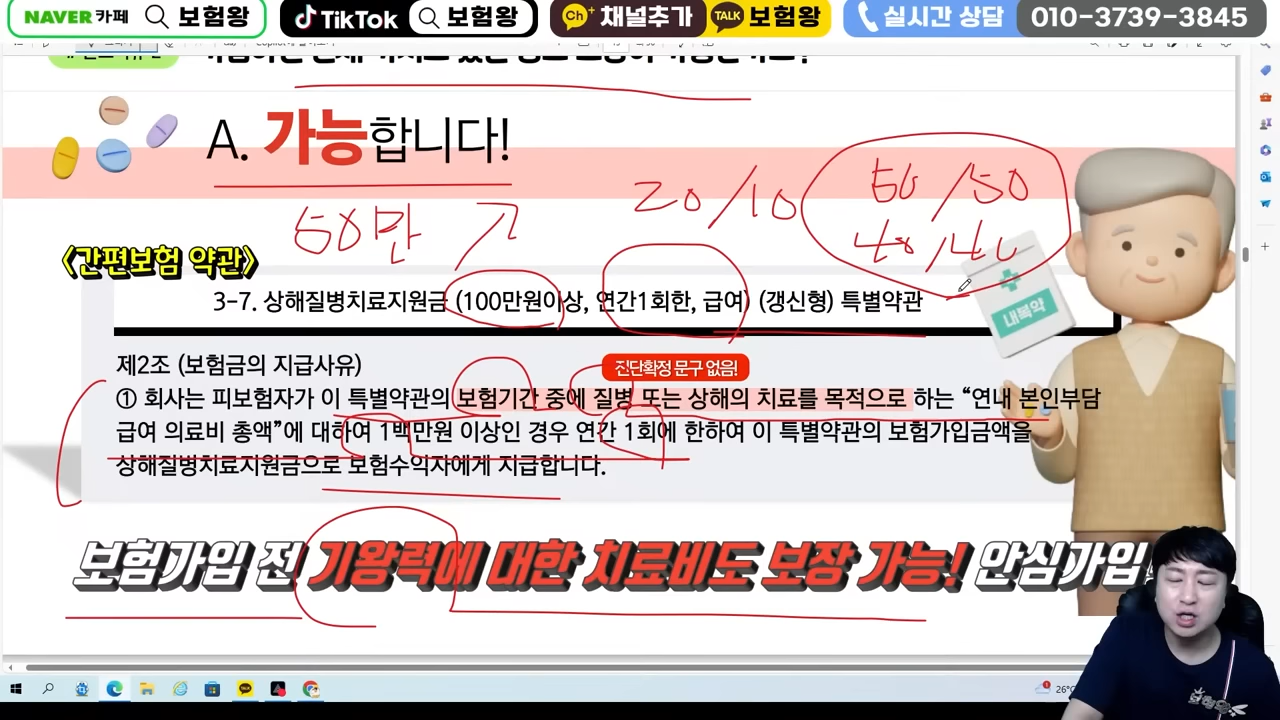 NAVER 카페 보험왕 TikTok 보험왕 Ch+ 채널추가 TALK 보험왕 실시간 상담 010-3739-3845
A. 가능합니다!
20/10 50/50
50만 40/40
<간편보험 약관>
3-7. 상해질병치료지원금 (100만원이상, 연간1회한, 급여) (갱신형) 특별약관
내복약
제2조 (보험금의 지급사유) 진단확정 문구 없음!
① 회사는 피보험자가 이 특별약관의 보험기간 중에 질병 또는 상해의 치료를 목적으로 하는 “연내 본인부담
급여 의료비 총액”에 대하여 1백만원 이상인 경우 연간 1회에 한하여 이 특별약관의 보험가입금액을
상해질병치료지원금으로 보험수익자에게 지급합니다.
보험가입 전 기왕력에 대한 치료비도 보장 가능! 안심가입
보험왕
26°C